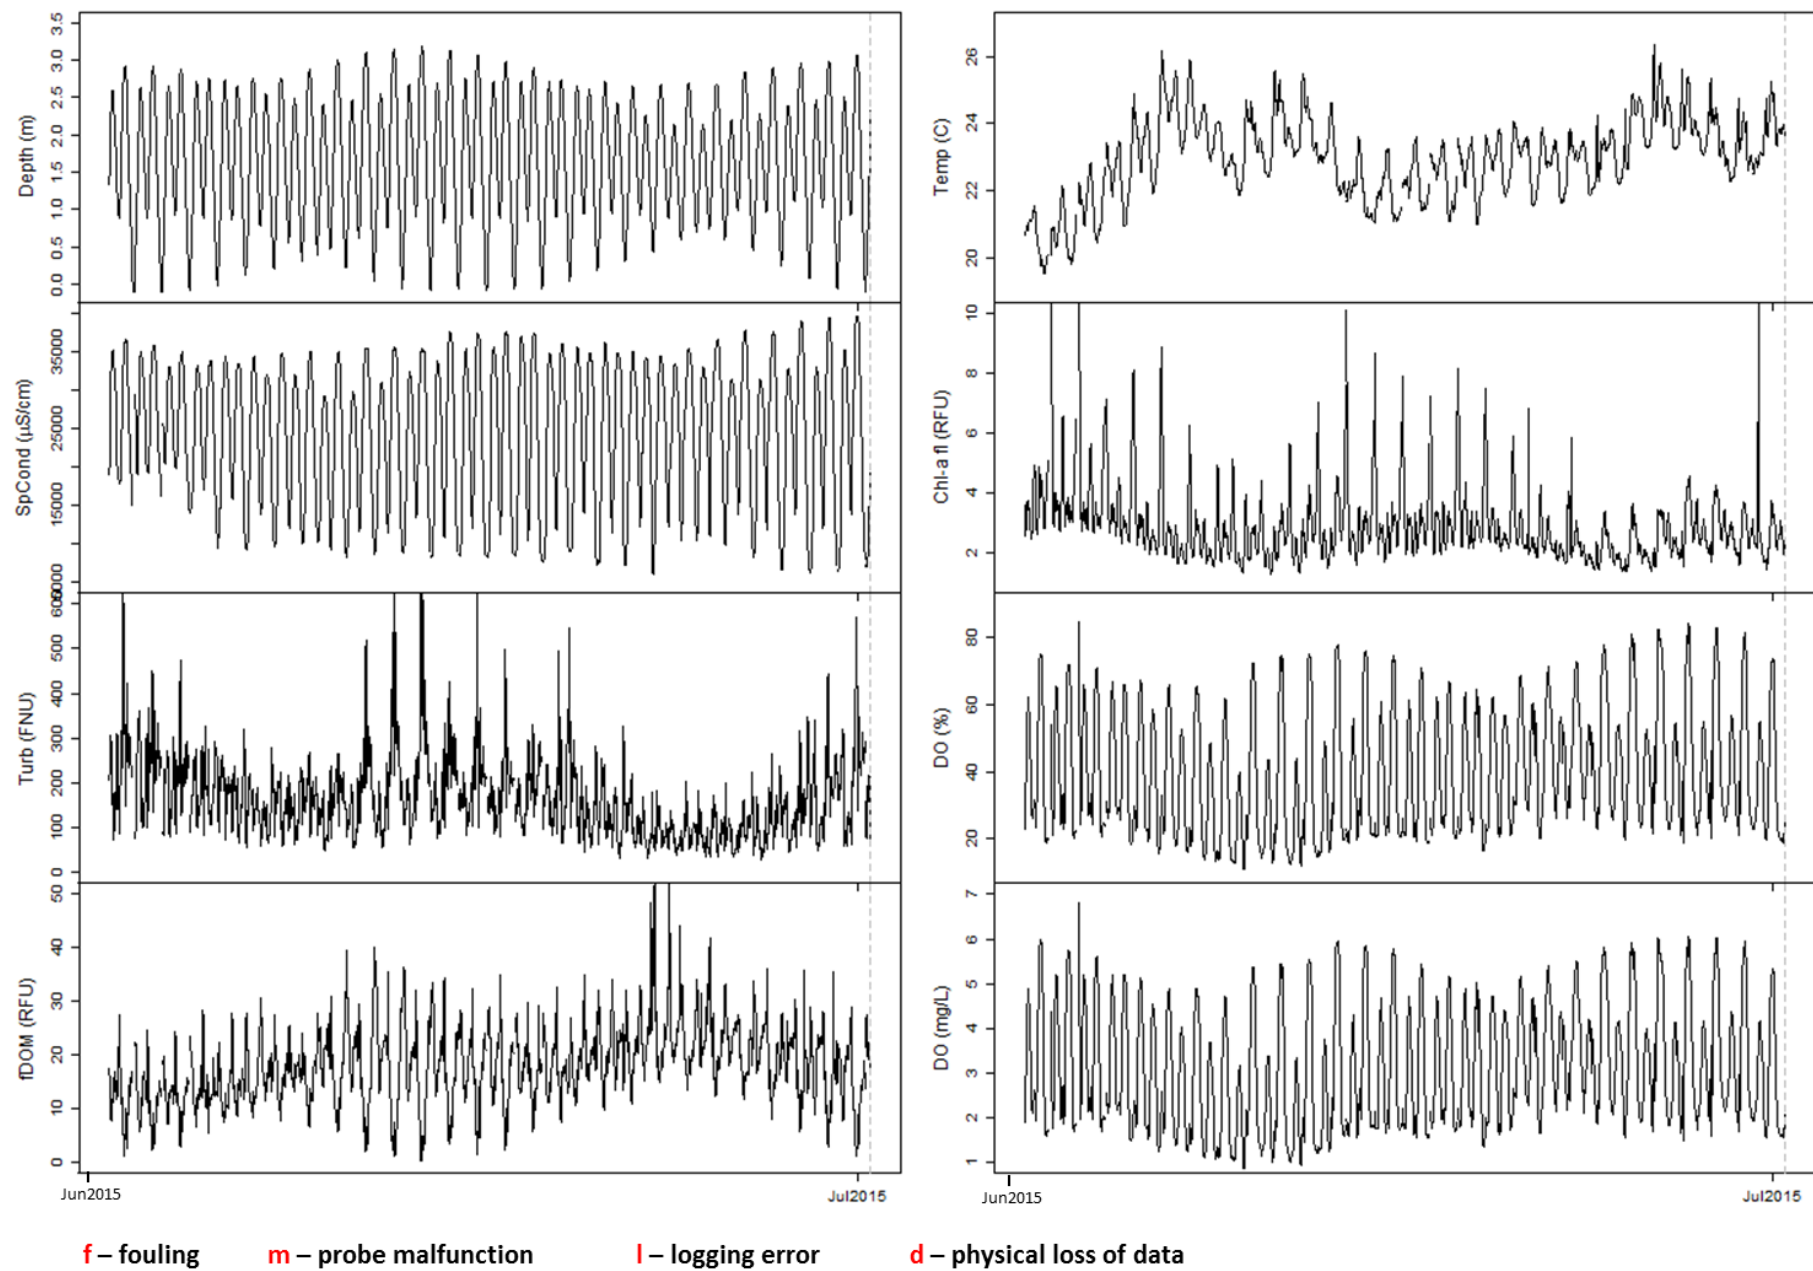 Depth (m)
0.0 0.5 1.0 1.5 2.0 2.5 3.0 3.5
SpCond (µS/cm)
5000 15000 25000 35000
Turb (FNU)
0 100 200 300 400 500 600
fDOM (RFU)
0 10 20 30 40 50
Jun2015 Jul2015
Temp (C)
20 22 24 26
Chl-a fl (RFU)
2 4 6 8 10
DO (%)
20 40 60 80
DO (mg/L)
1 2 3 4 5 6 7
Jun2015 Jul2015
f – fouling m – probe malfunction l – logging error d – physical loss of data